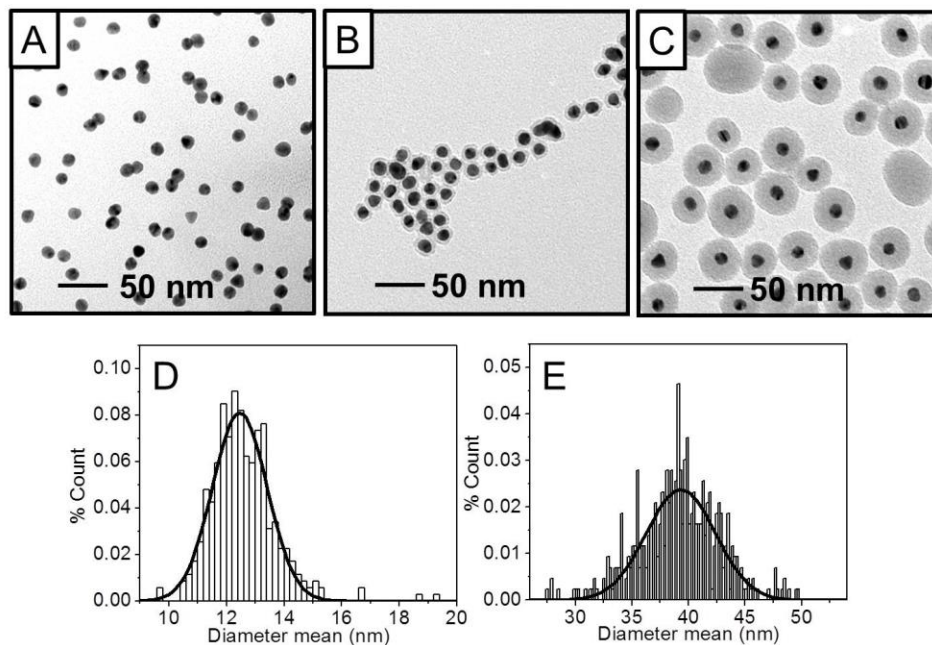 A
50 nm
B
50 nm
C
50 nm
D
% Count
0.10
0.08
0.06
0.04
0.02
0.00
10 12 14 16 18 20
Diameter mean (nm)
E
% Count
0.05
0.04
0.03
0.02
0.01
0.00
25 30 35 40 45 50
Diameter mean (nm)